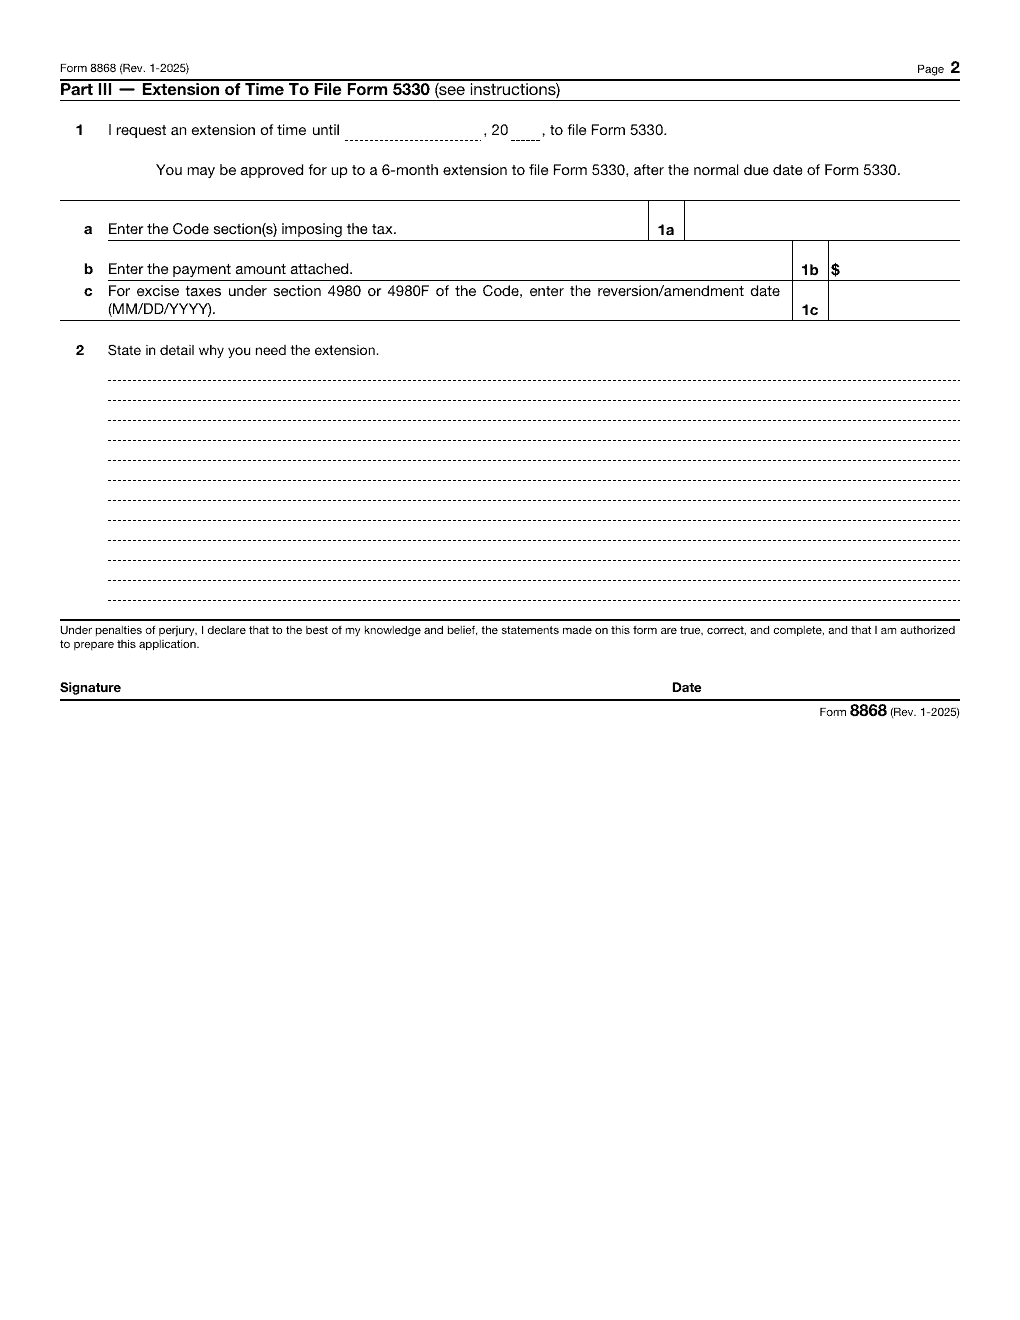 Form 8868 (Rev. 1-2025) Page 2
Part III — Extension of Time To File Form 5330 (see instructions)
1 I request an extension of time until , 20 , to file Form 5330.
You may be approved for up to a 6-month extension to file Form 5330, after the normal due date of Form 5330.
a Enter the Code section(s) imposing the tax. 1a
b Enter the payment amount attached. 1b $
c For excise taxes under section 4980 or 4980F of the Code, enter the reversion/amendment date
(MM/DD/YYYY). 1c
2 State in detail why you need the extension.
Under penalties of perjury, I declare that to the best of my knowledge and belief, the statements made on this form are true, correct, and complete, and that I am authorized
to prepare this application.
Signature Date
Form 8868 (Rev. 1-2025)